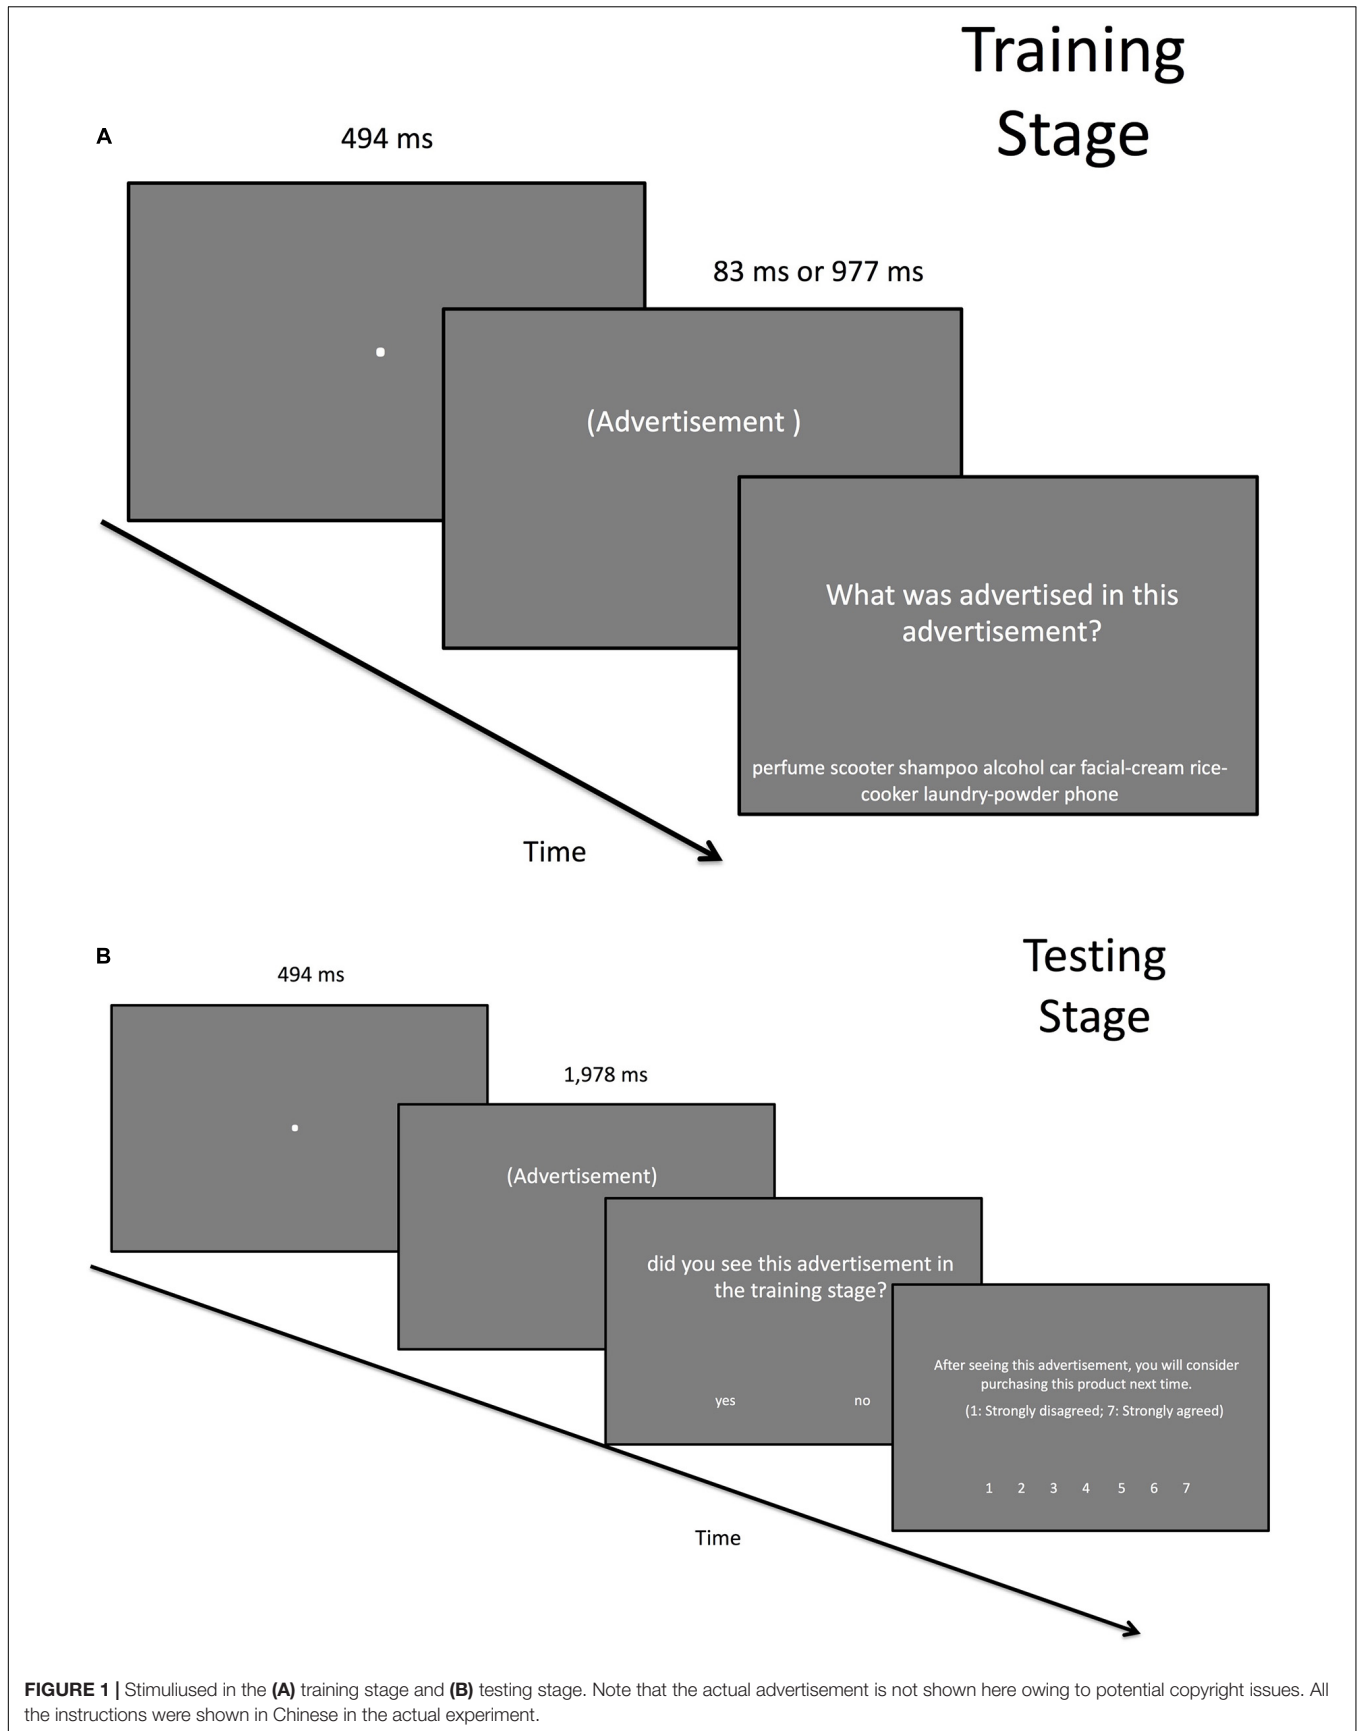 Training
Stage
A
494 ms
83 ms or 977 ms
(Advertisement )
What was advertised in this
advertisement?
perfume scooter shampoo alcohol car facial-cream rice-
cooker laundry-powder phone
Time
B
Testing
Stage
494 ms
1,978 ms
(Advertisement)
did you see this advertisement in
the training stage?
yes no
After seeing this advertisement, you will consider
purchasing this product next time.
(1: Strongly disagreed; 7: Strongly agreed)
1 2 3 4 5 6 7
Time
FIGURE 1 | Stimuliused in the (A) training stage and (B) testing stage. Note that the actual advertisement is not shown here owing to potential copyright issues. All
the instructions were shown in Chinese in the actual experiment.